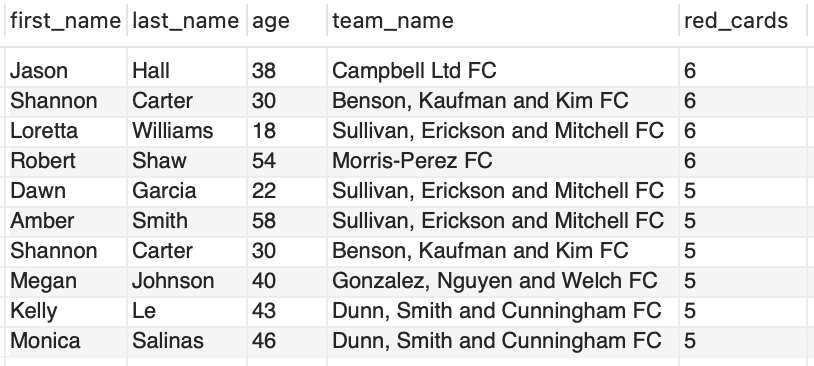 first_name last_name age team_name red_cards
Jason Hall 38 Campbell Ltd FC 6
Shannon Carter 30 Benson, Kaufman and Kim FC 6
Loretta Williams 18 Sullivan, Erickson and Mitchell FC 6
Robert Shaw 54 Morris-Perez FC 6
Dawn Garcia 22 Sullivan, Erickson and Mitchell FC 5
Amber Smith 58 Sullivan, Erickson and Mitchell FC 5
Shannon Carter 30 Benson, Kaufman and Kim FC 5
Megan Johnson 40 Gonzalez, Nguyen and Welch FC 5
Kelly Le 43 Dunn, Smith and Cunningham FC 5
Monica Salinas 46 Dunn, Smith and Cunningham FC 5